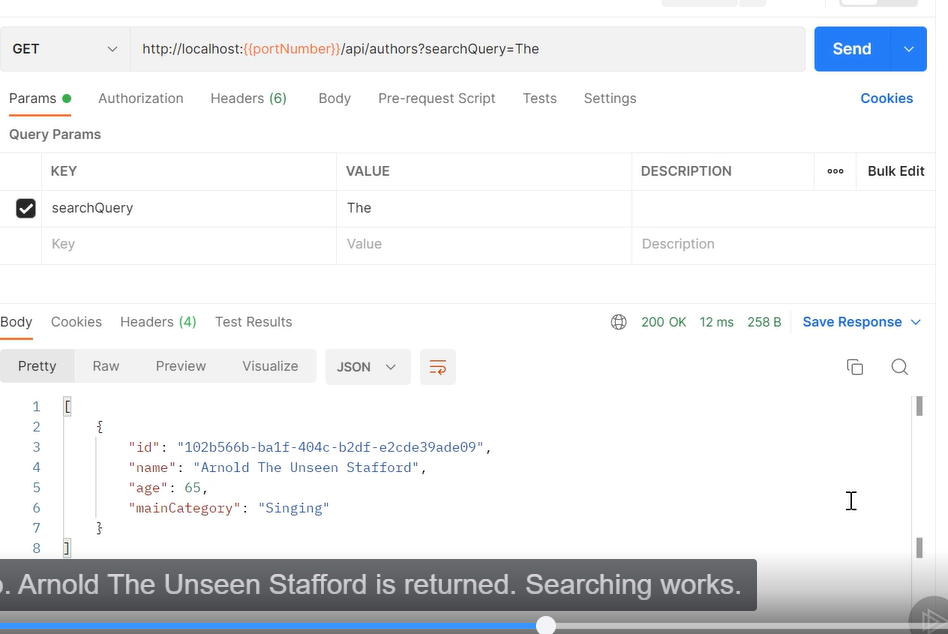 GET http://localhost:{{portNumber}}/api/authors?searchQuery=The Send
Params Authorization Headers (6) Body Pre-request Script Tests Settings Cookies
Query Params
KEY VALUE DESCRIPTION ooo Bulk Edit
searchQuery The
Key Value Description
Body Cookies Headers (4) Test Results 200 OK 12 ms 258 B Save Response
Pretty Raw Preview Visualize JSON
1 [
2 {
3 "id": "102b566b-ba1f-404c-b2df-e2cde39ade09",
4 "name": "Arnold The Unseen Stafford",
5 "age": 65,
6 "mainCategory": "Singing"
7 }
8 ]
. Arnold The Unseen Stafford is returned. Searching works.